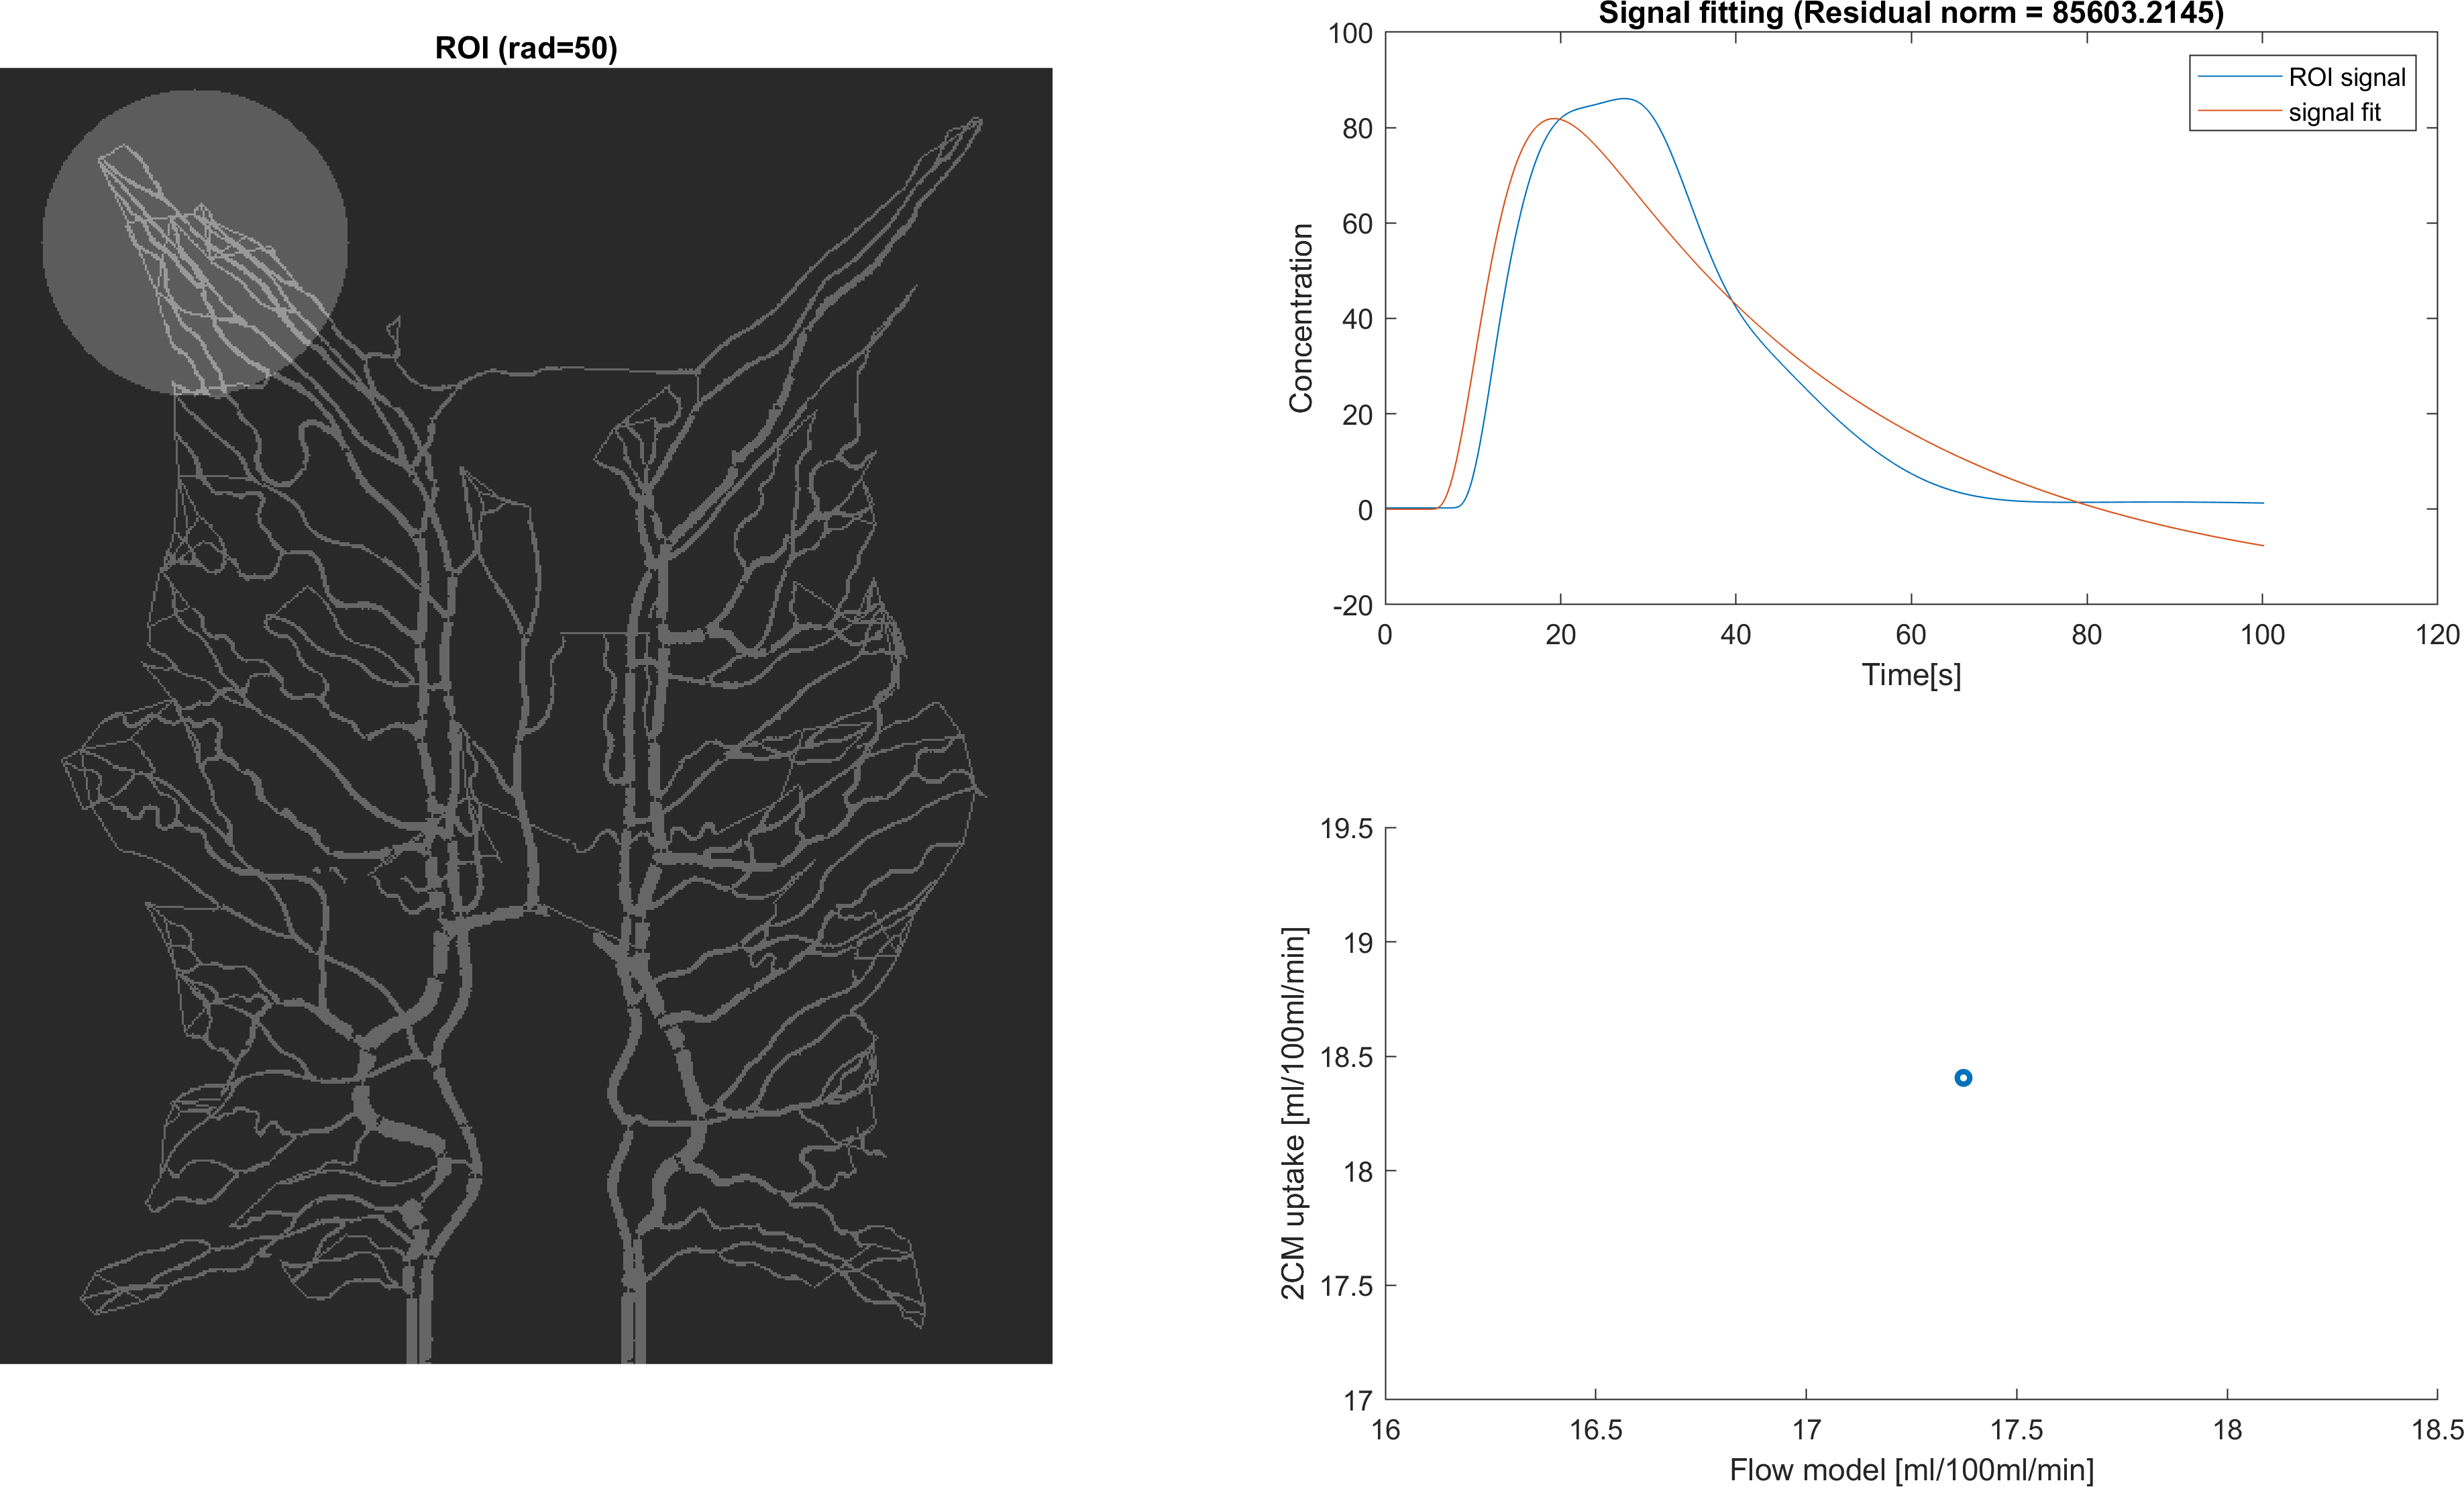 ROI (rad=50)
Signal fitting (Residual norm = 85603.2145)
100
80
60
40
20
0
-20
Concentration
ROI signal
signal fit
0 20 40 60 80 100 120
Time[s]
19.5
19
18.5
18
17.5
17
2CM uptake [ml/100ml/min]
16 16.5 17 17.5 18 18.5
Flow model [ml/100ml/min]